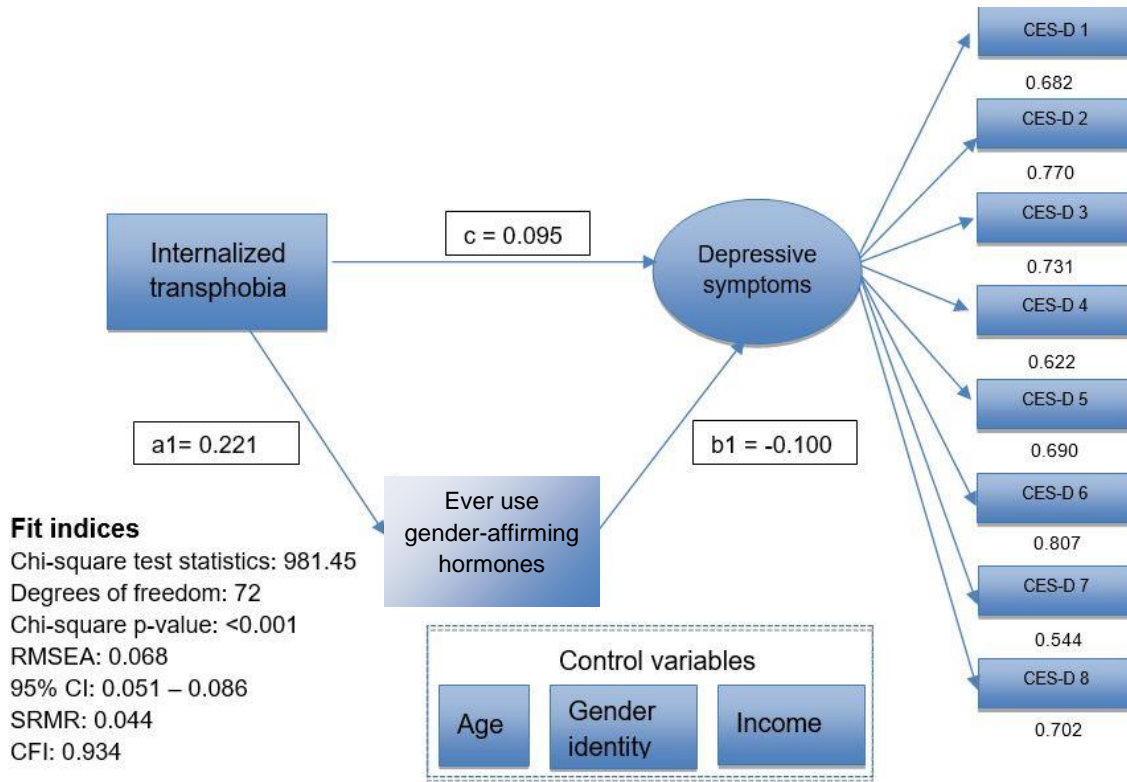 Internalized
transphobia
c = 0.095
Depressive
symptoms
a1= 0.221
b1 = -0.100
Ever use
gender-affirming
hormones
CES-D 1
0.682
CES-D 2
0.770
CES-D 3
0.731
CES-D 4
0.622
CES-D 5
0.690
CES-D 6
0.807
CES-D 7
0.544
CES-D 8
0.702
Fit indices
Chi-square test statistics: 981.45
Degrees of freedom: 72
Chi-square p-value: <0.001
RMSEA: 0.068
95% CI: 0.051 – 0.086
SRMR: 0.044
CFI: 0.934
Control variables
Age
Gender
identity
Income